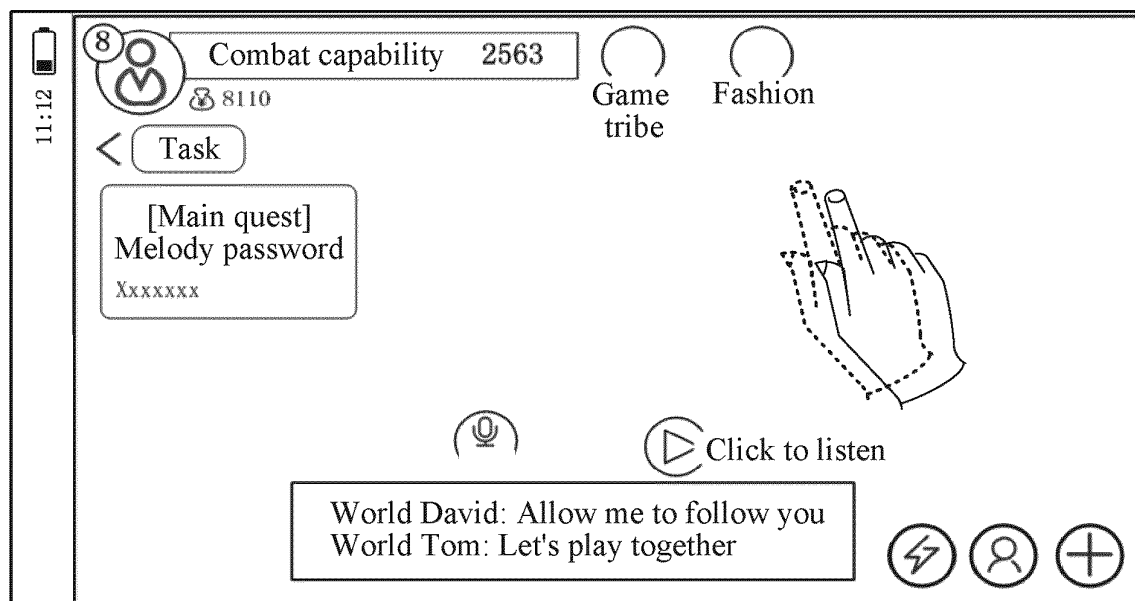 11:12
8
Combat capability 2563
8110
Game
tribe
Fashion
Task
[Main quest]
Melody password
Xxxxxxx
Click to listen
World David: Allow me to follow you
World Tom: Let's play together